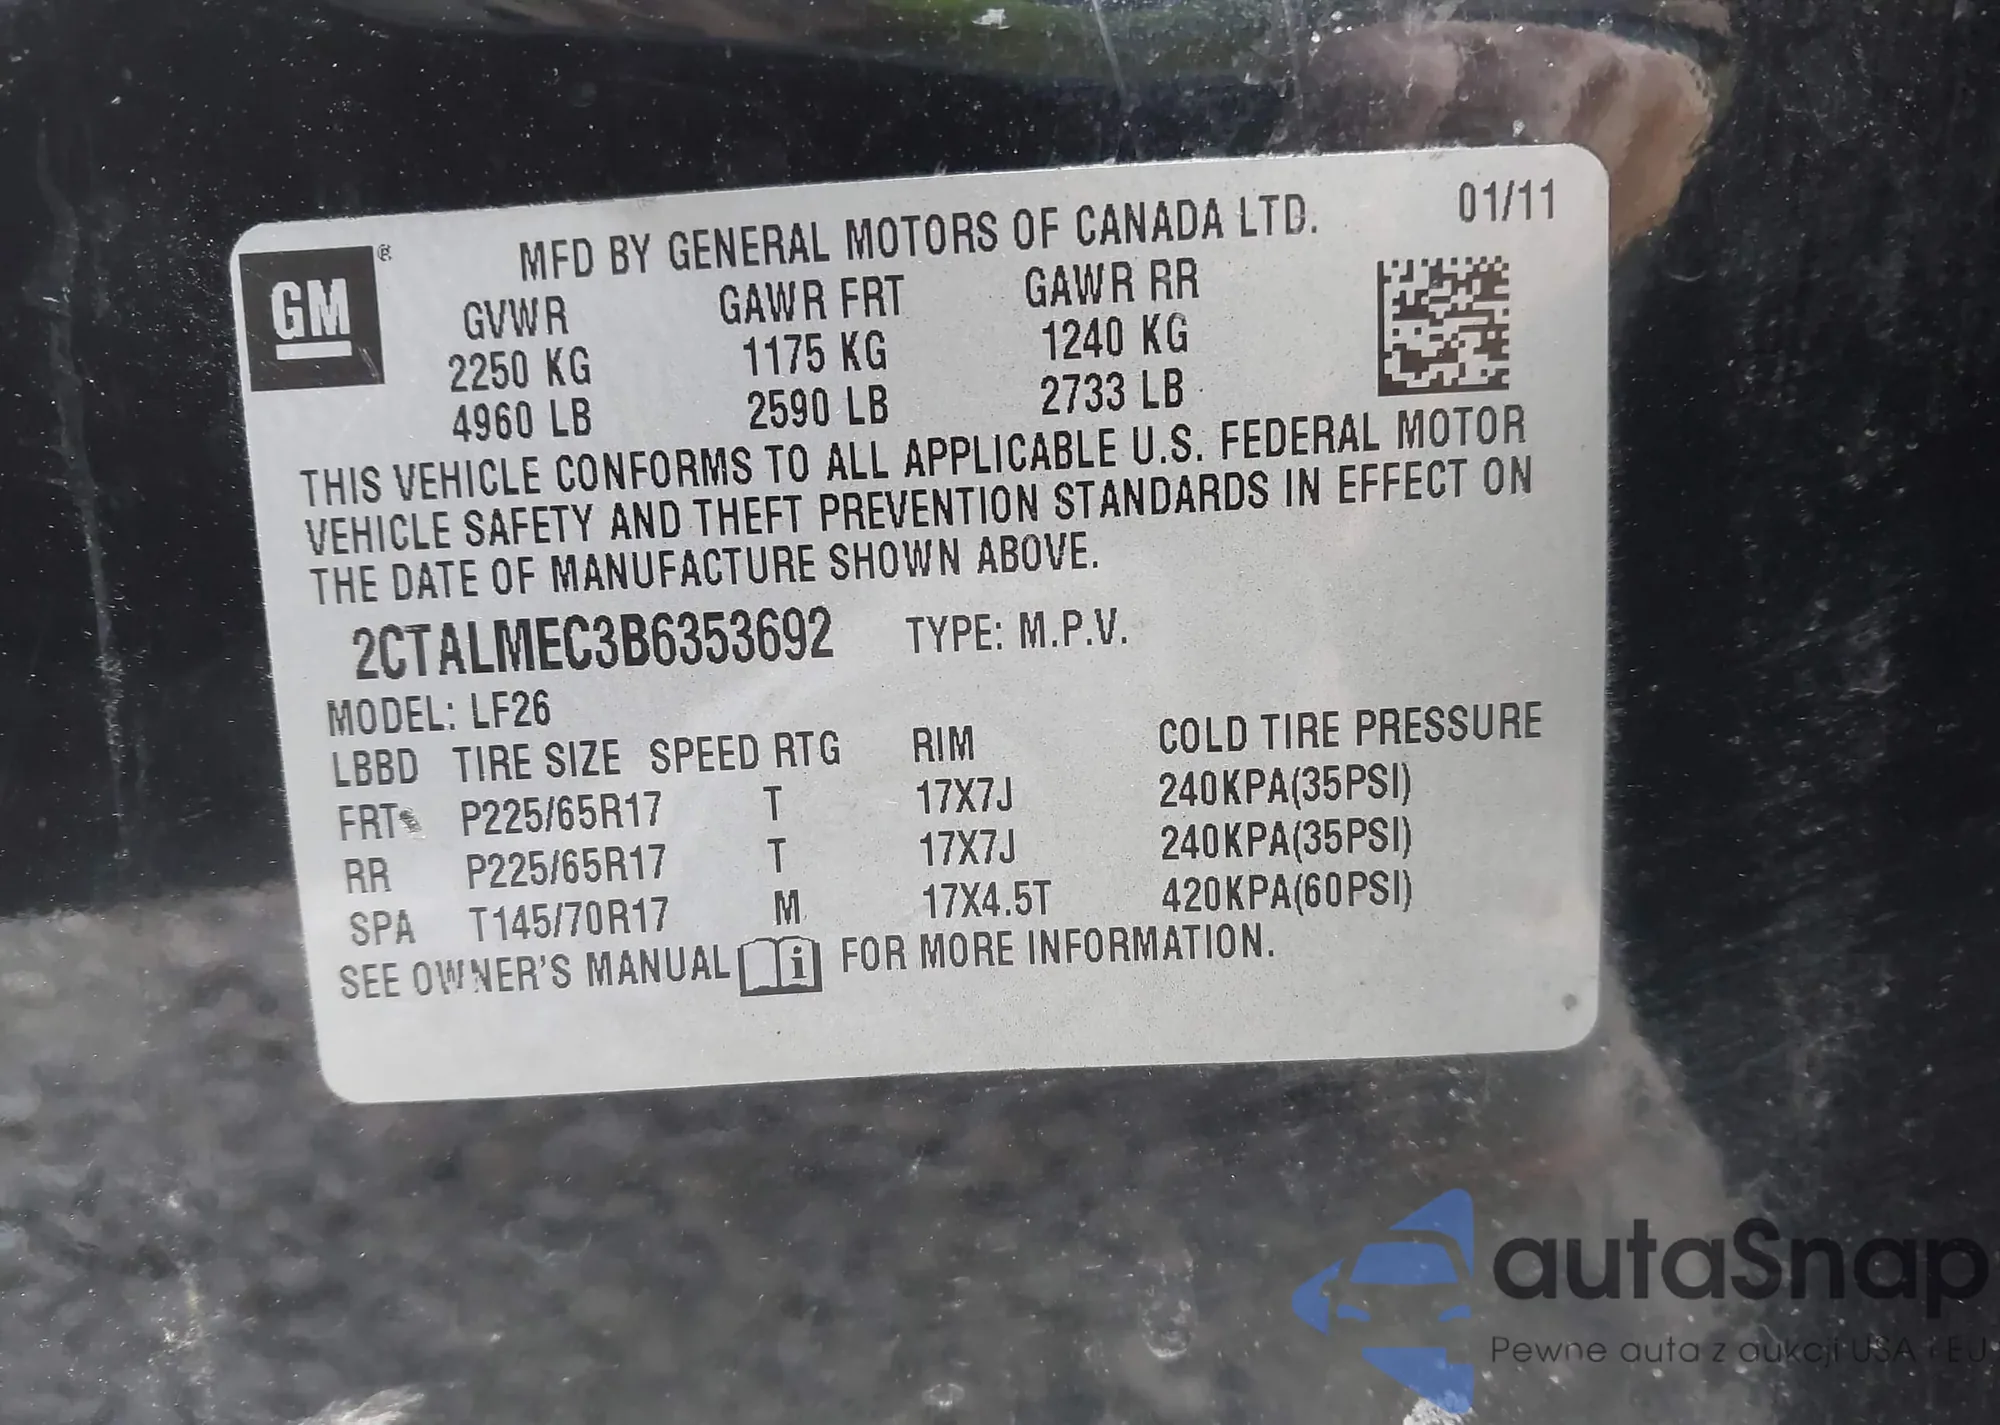 MFD BY GENERAL MOTORS OF CANADA LTD. 01/11
GM ®
GVWR GAWR FRT GAWR RR
2250 KG 1175 KG 1240 KG
4960 LB 2590 LB 2733 LB
THIS VEHICLE CONFORMS TO ALL APPLICABLE U.S. FEDERAL MOTOR
VEHICLE SAFETY AND THEFT PREVENTION STANDARDS IN EFFECT ON
THE DATE OF MANUFACTURE SHOWN ABOVE.
2CTALMEC3B6353692 TYPE: M.P.V.
MODEL: LF26
LBBD TIRE SIZE SPEED RTG RIM COLD TIRE PRESSURE
FRT P225/65R17 T 17X7J 240KPA(35PSI)
RR P225/65R17 T 17X7J 240KPA(35PSI)
SPA T145/70R17 M 17X4.5T 420KPA(60PSI)
SEE OWNER'S MANUAL i FOR MORE INFORMATION.
autaSnap
Pewne auta z aukcji USA i EU